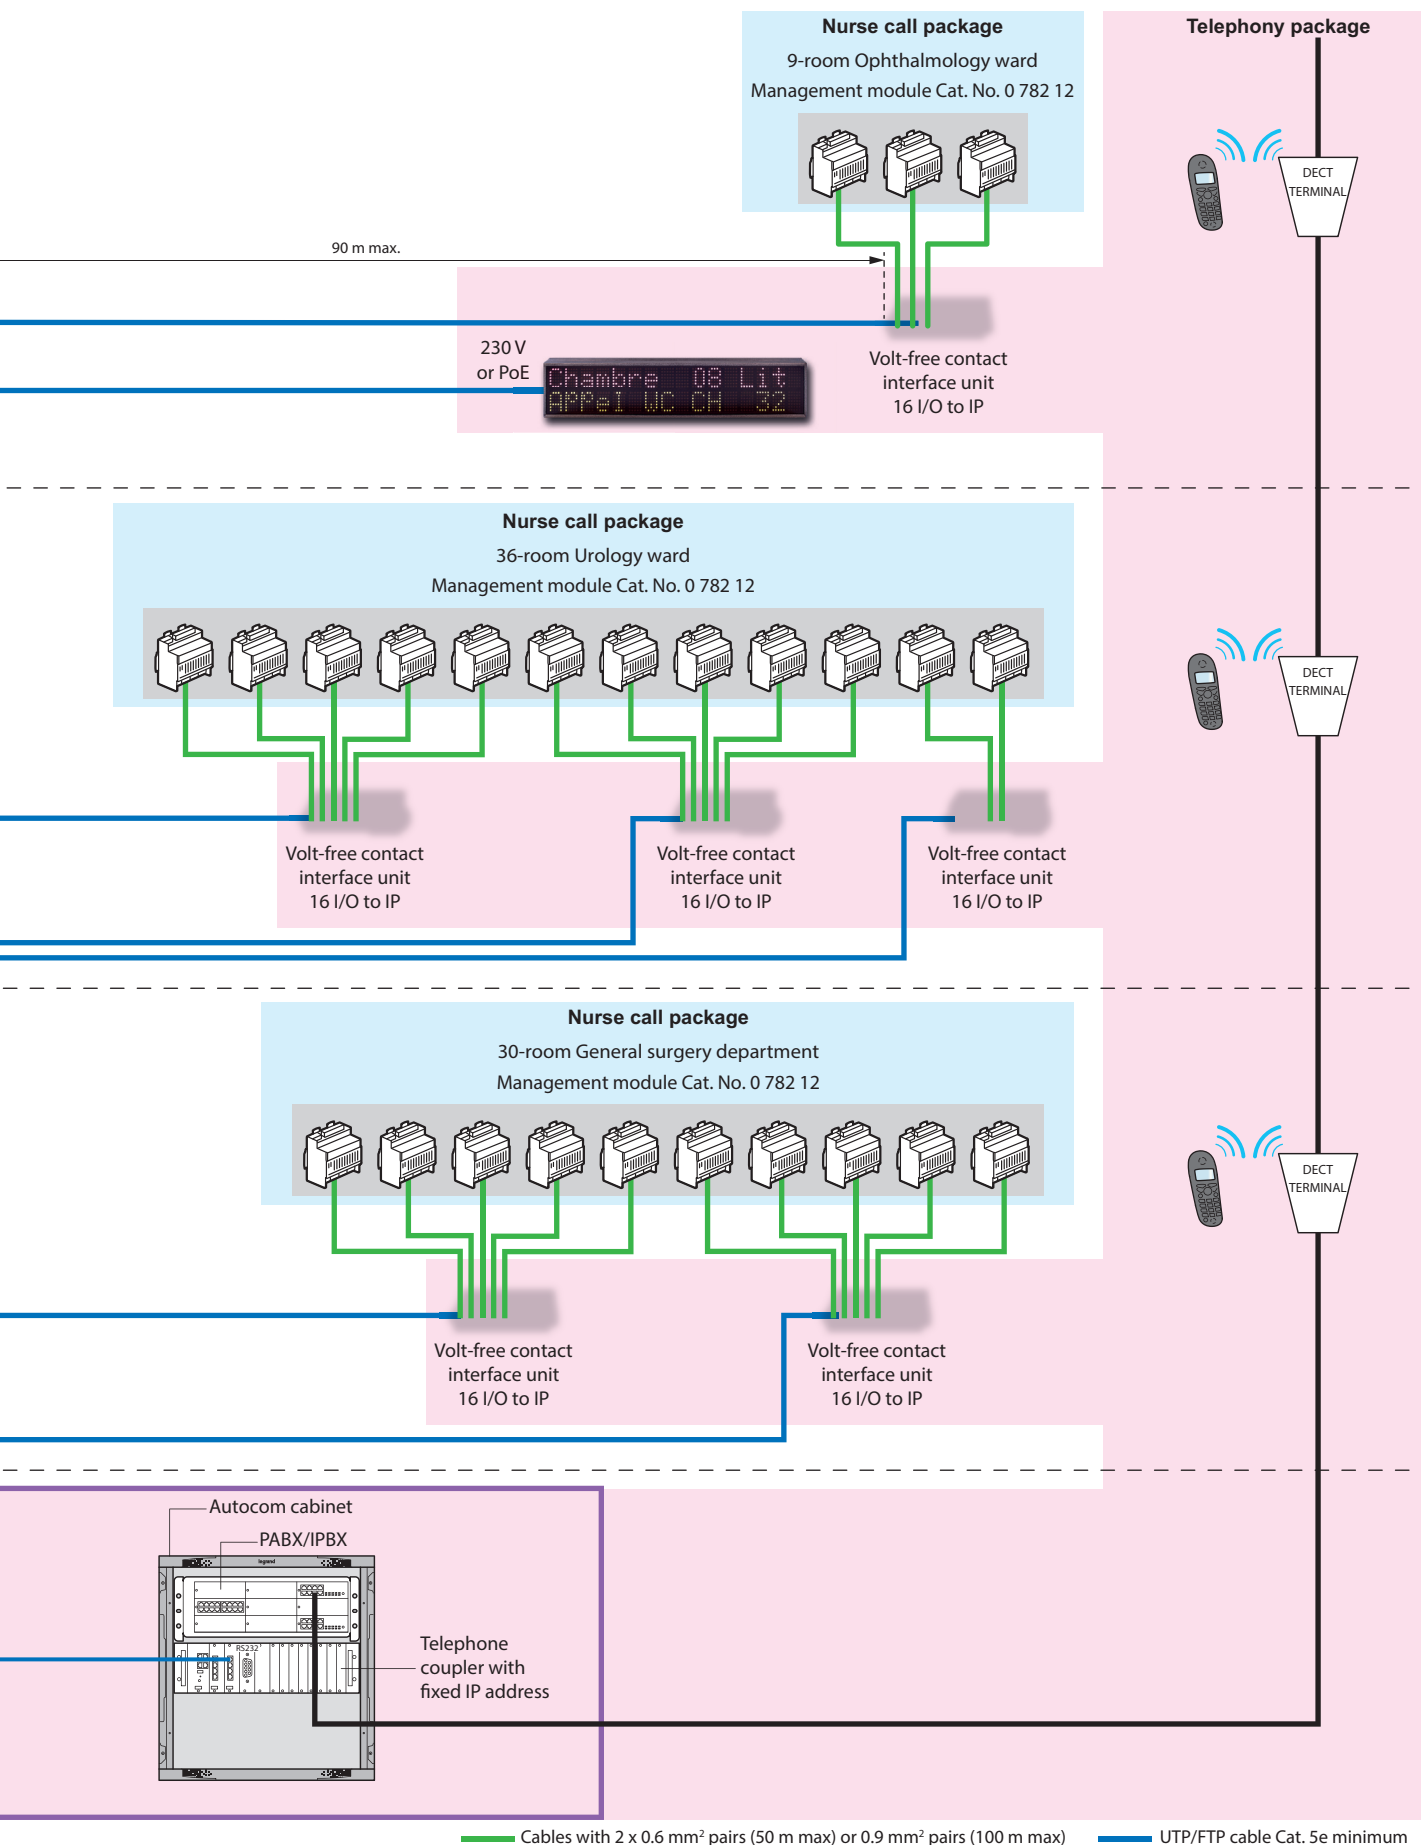 Nurse call package
9-room Ophthalmology ward
Management module Cat. No. 0 782 12
Telephony package
DECT
TERMINAL
90 m max.
230 V
or PoE
Chambre 08 Lit
APPel WC CH 32
Volt-free contact
interface unit
16 I/O to IP
Nurse call package
36-room Urology ward
Management module Cat. No. 0 782 12
DECT
TERMINAL
Volt-free contact
interface unit
16 I/O to IP
Volt-free contact
interface unit
16 I/O to IP
Volt-free contact
interface unit
16 I/O to IP
Nurse call package
30-room General surgery department
Management module Cat. No. 0 782 12
DECT
TERMINAL
Volt-free contact
interface unit
16 I/O to IP
Volt-free contact
interface unit
16 I/O to IP
Autocom cabinet
PABX/IPBX
legrand
RS232
Telephone
coupler with
fixed IP address
Cables with 2 x 0.6 mm² pairs (50 m max) or 0.9 mm² pairs (100 m max)
UTP/FTP cable Cat. 5e minimum